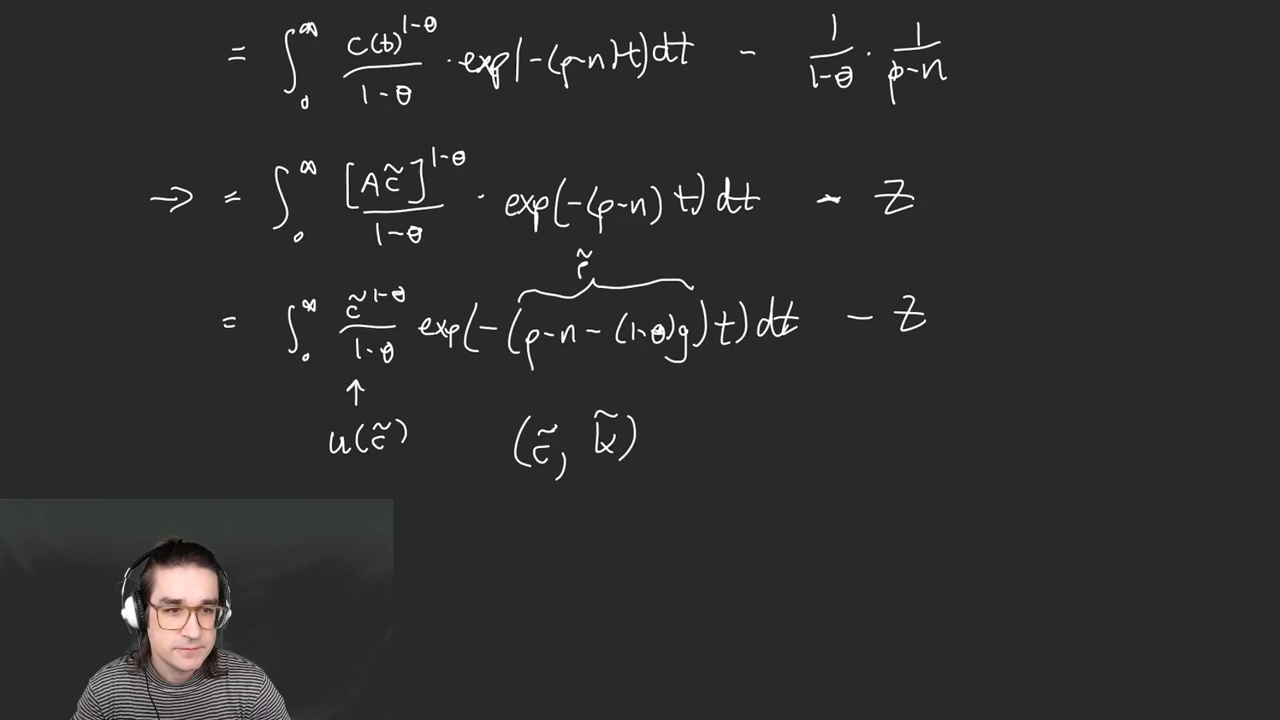 = ∫₀^∞ c(t)^{1-θ} / 1-θ · exp(-(ρ-n)t)dt - 1/1-θ · 1/ρ-n
→ = ∫₀^∞ [Ac̃]^{1-θ} / 1-θ · exp(-(ρ-n)t)dt - Z
ρ̃
= ∫₀^∞ c̃^{1-θ} / 1-θ exp(-(ρ-n-(1-θ)g)t)dt - Z
↑
u(c̃) (c̃, k̃)